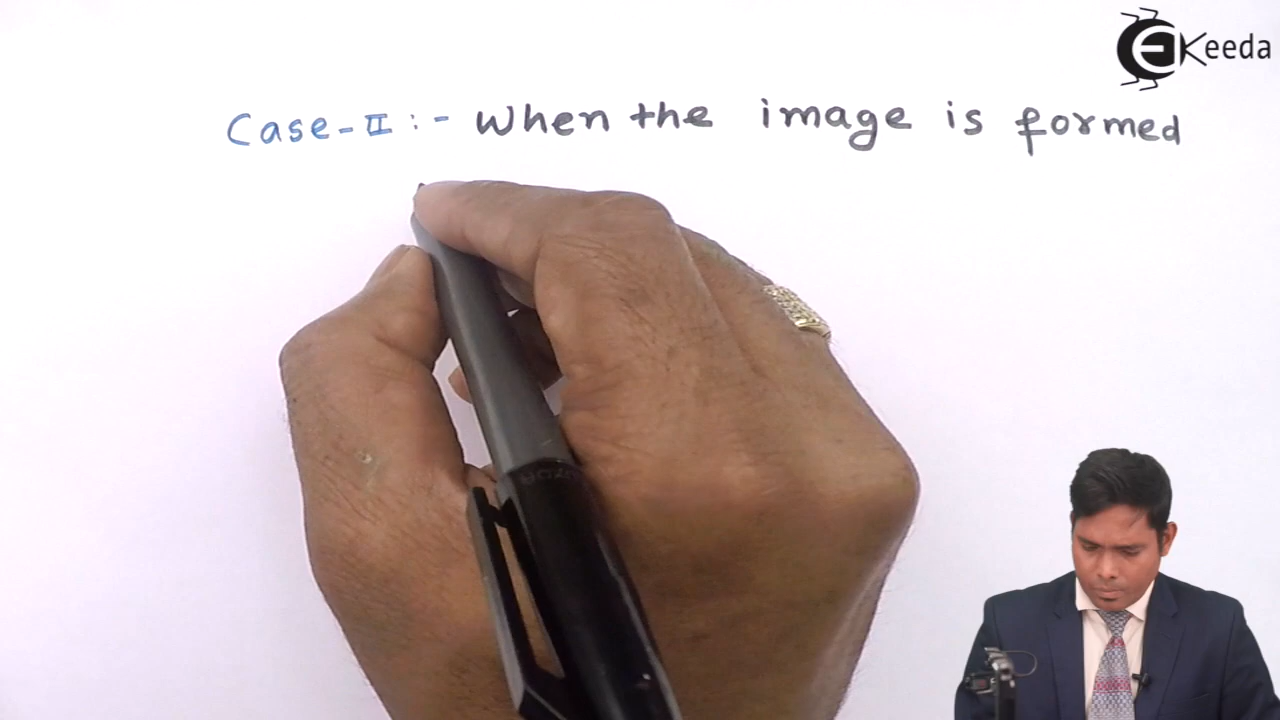 EKeeda
Case-II :- When the image is formed